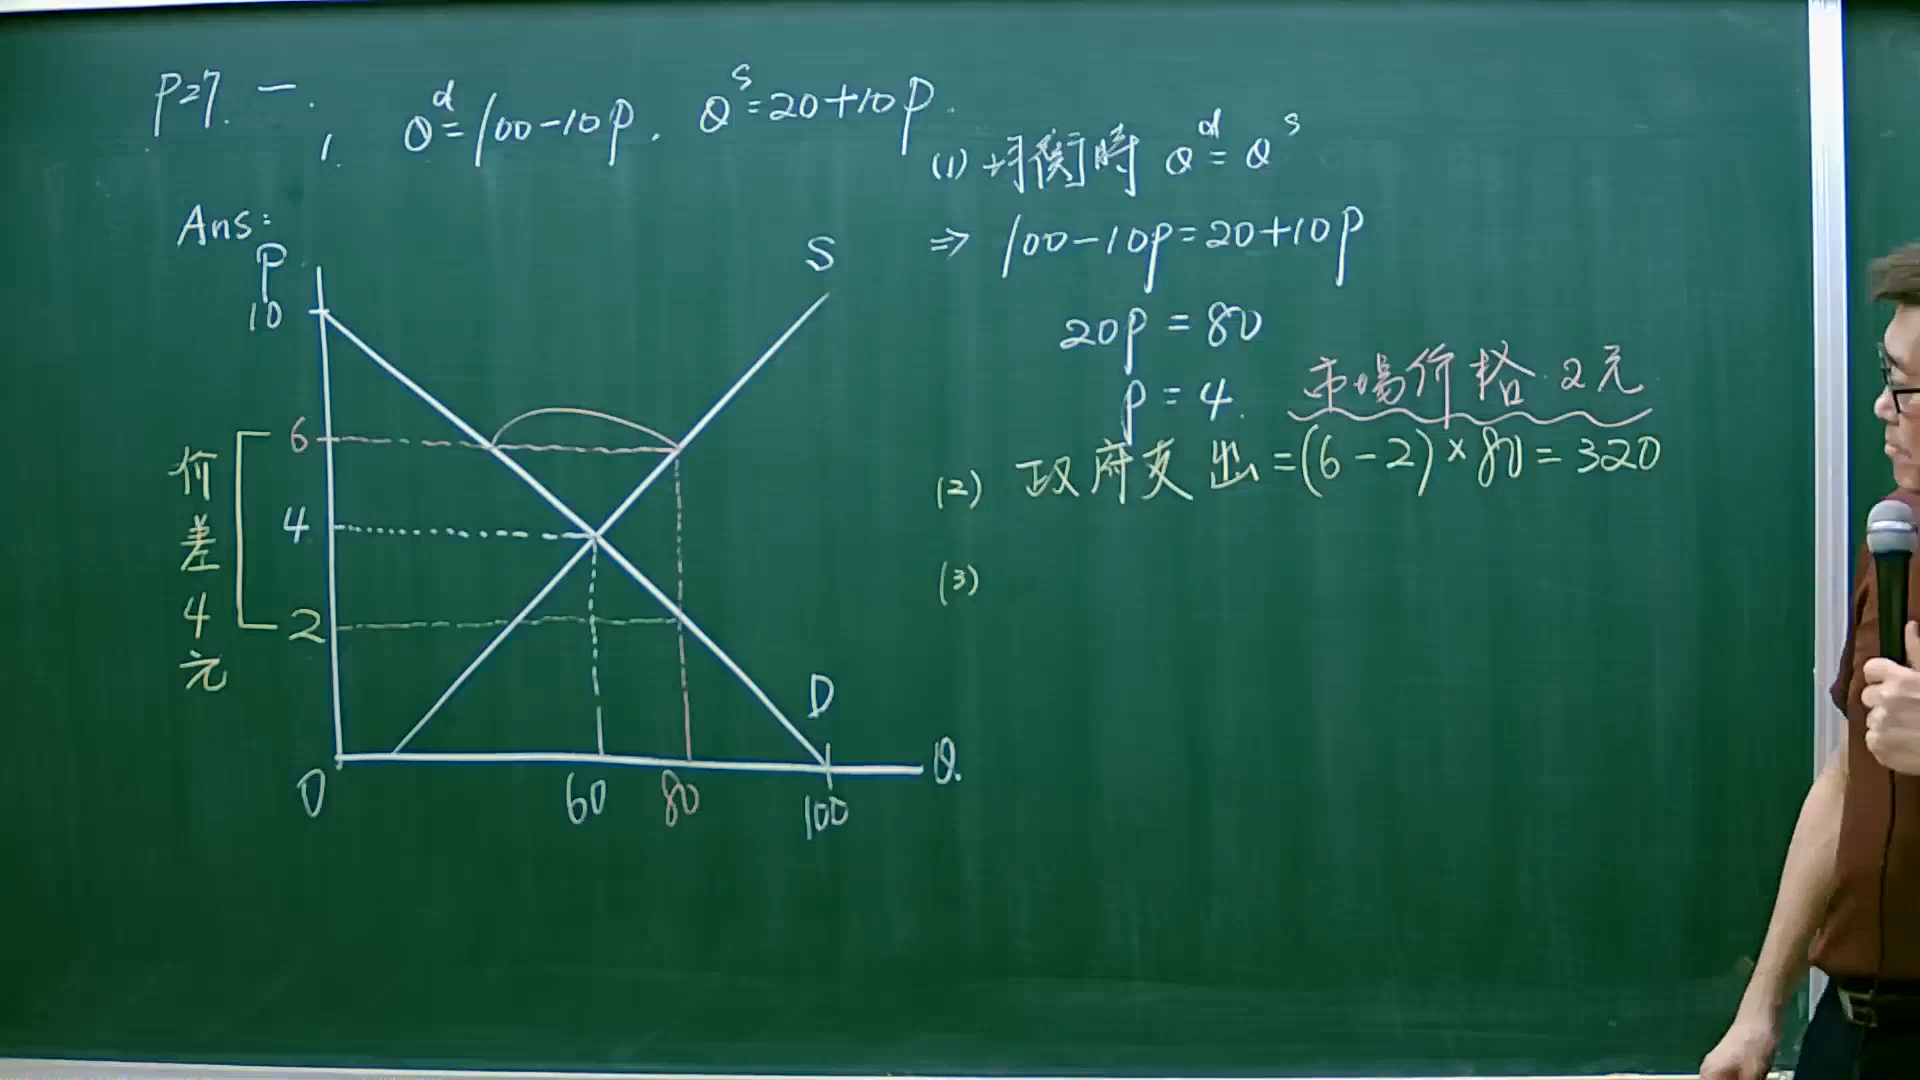 P27. 一.
1. Q^d=100-10P. Q^s=20+10P.
Ans:
P
10
6
4
2
0
60
80
100
Q.
S
D
价差4元
(1) 均衡時 Q^d=Q^s
⇒ 100-10P=20+10P
20P=80
P=4.
市場价格 2元
(2) 政府支出=(6-2)×80=320
(3)